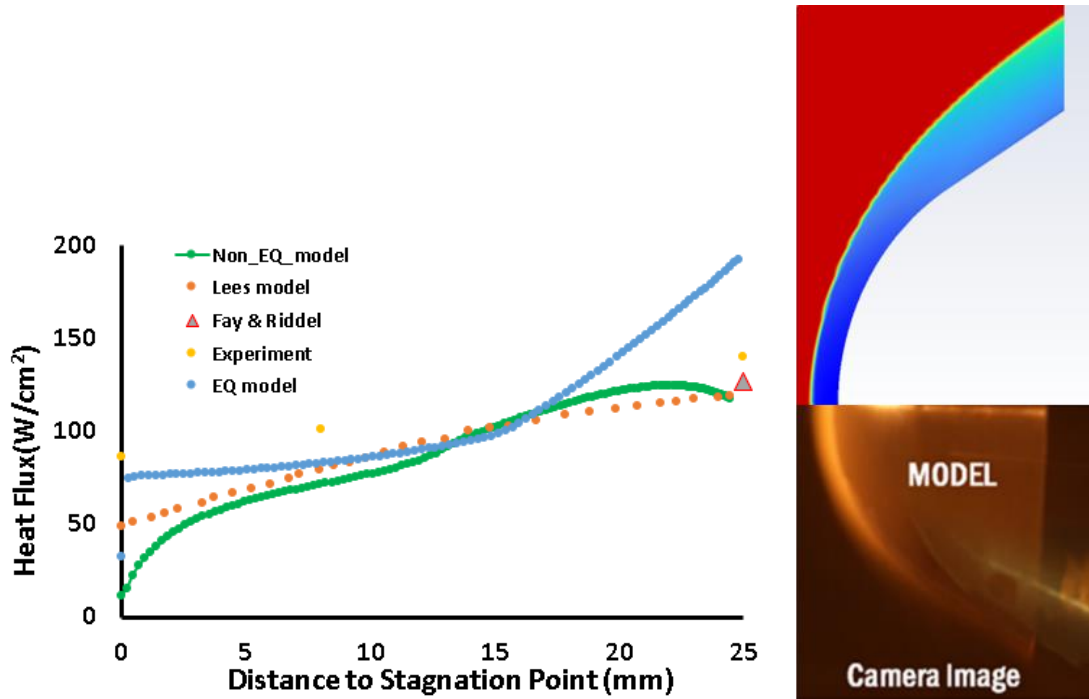 200
150
100
50
0
Heat Flux(W/cm²)
Non_EQ_model
Lees model
Fay & Riddel
Experiment
EQ model
0 5 10 15 20 25
Distance to Stagnation Point (mm)
MODEL
Camera Image